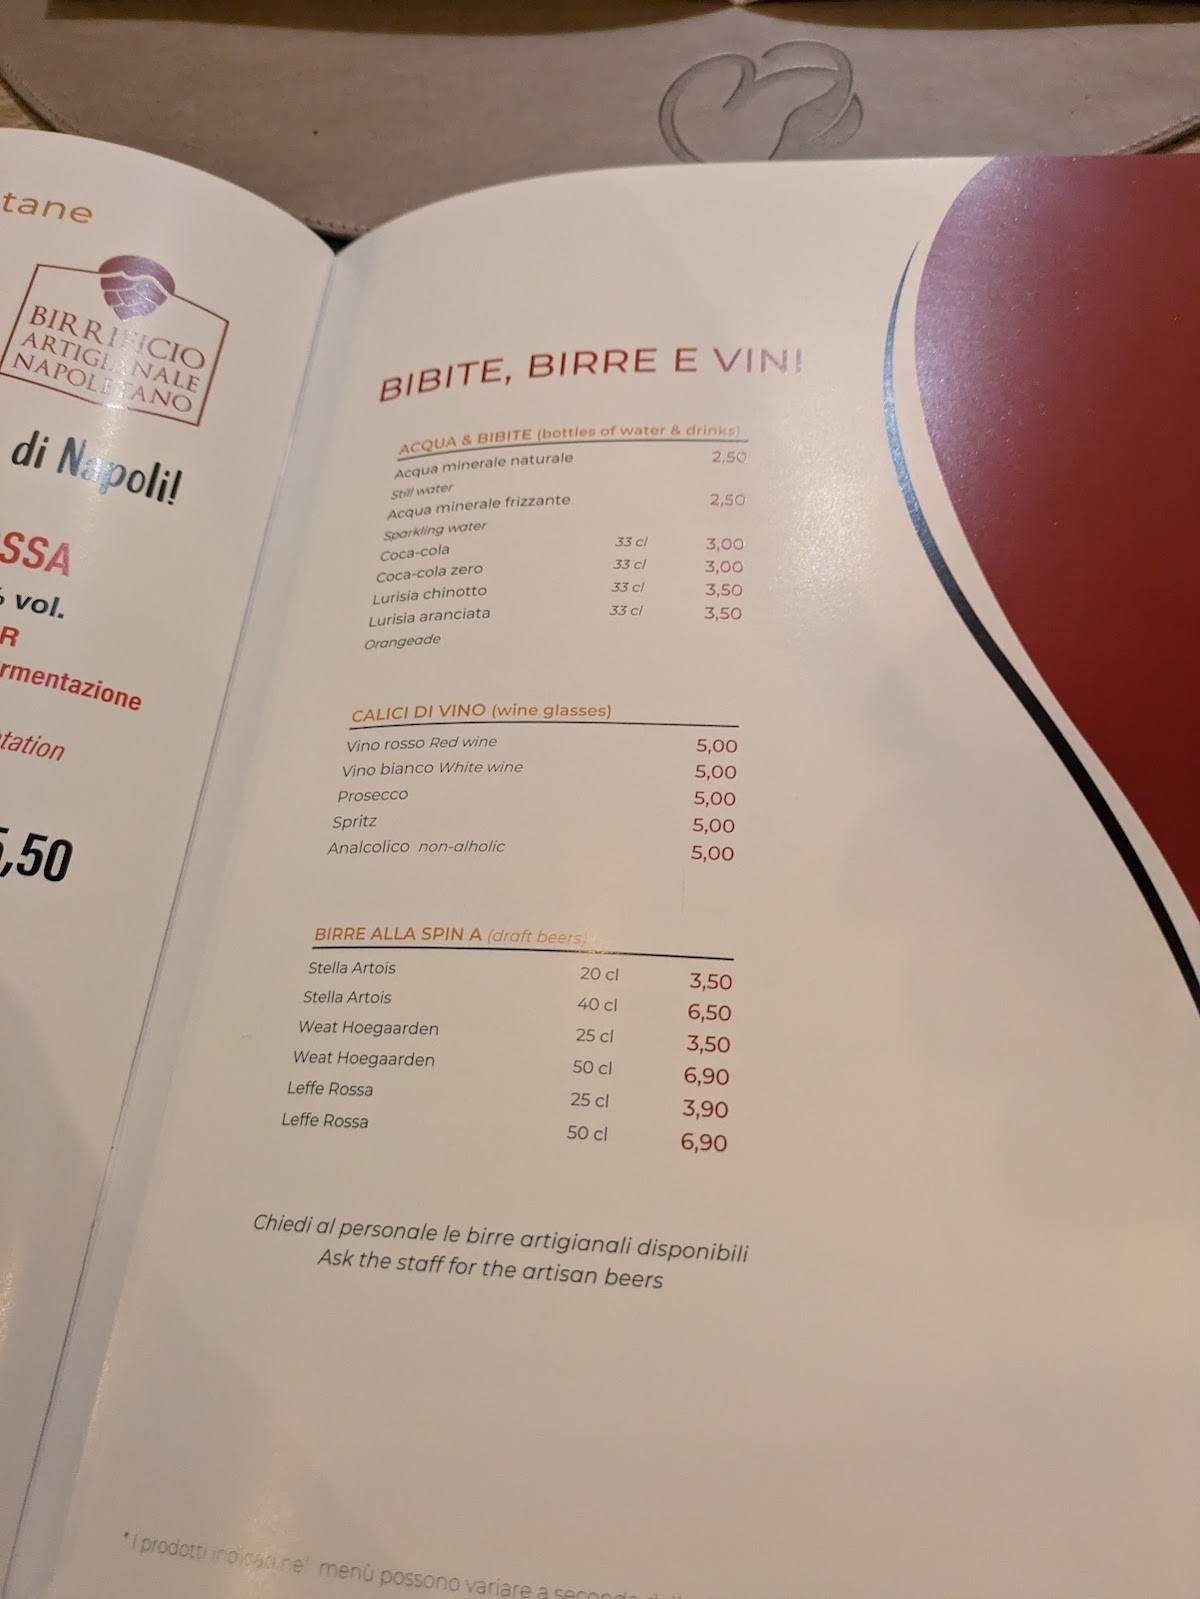 tane
BIRRIFICIO
ARTIGIANALE
NAPOLETANO
di Napoli!
SSA
% vol.
R
rmentazione
tation
5,50
BIBITE, BIRRE E VINI
ACQUA & BIBITE (bottles of water & drinks)
Acqua minerale naturale 2,50
Still water
Acqua minerale frizzante 2,50
Sparkling water
Coca-cola 33 cl 3,00
Coca-cola zero 33 cl 3,00
Lurisia chinotto 33 cl 3,50
Lurisia aranciata 33 cl 3,50
Orangeade
CALICI DI VINO (wine glasses)
Vino rosso Red wine 5,00
Vino bianco White wine 5,00
Prosecco 5,00
Spritz 5,00
Analcolico non-alholic 5,00
BIRRE ALLA SPIN A (draft beers)
Stella Artois 20 cl 3,50
Stella Artois 40 cl 6,50
Weat Hoegaarden 25 cl 3,50
Weat Hoegaarden 50 cl 6,90
Leffe Rossa 25 cl 3,90
Leffe Rossa 50 cl 6,90
Chiedi al personale le birre artigianali disponibili
Ask the staff for the artisan beers
* I prodotti indicati nel menù possono variare a seconda